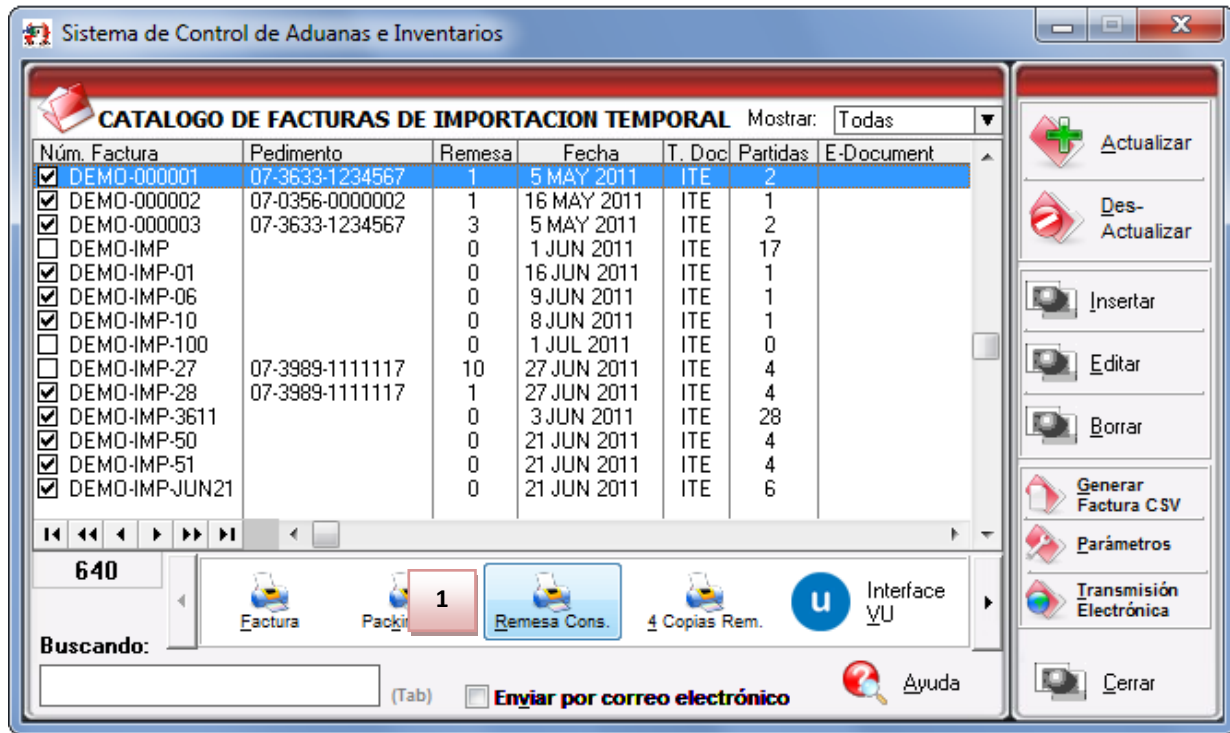 Sistema de Control de Aduanas e Inventarios
X
CATALOGO DE FACTURAS DE IMPORTACION TEMPORAL Mostrar: Todas
Núm. Factura Pedimento Remesa Fecha T. Doc Partidas E-Document
DEMO-000001 07-3633-1234567 1 5 MAY 2011 ITE 2
DEMO-000002 07-0356-0000002 1 16 MAY 2011 ITE 1
DEMO-000003 07-3633-1234567 3 5 MAY 2011 ITE 2
DEMO-IMP 0 1 JUN 2011 ITE 17
DEMO-IMP-01 0 16 JUN 2011 ITE 1
DEMO-IMP-06 0 9 JUN 2011 ITE 1
DEMO-IMP-10 0 8 JUN 2011 ITE 1
DEMO-IMP-100 0 1 JUL 2011 ITE 0
DEMO-IMP-27 07-3989-1111117 10 27 JUN 2011 ITE 4
DEMO-IMP-28 07-3989-1111117 1 27 JUN 2011 ITE 4
DEMO-IMP-3611 0 3 JUN 2011 ITE 28
DEMO-IMP-50 0 21 JUN 2011 ITE 4
DEMO-IMP-51 0 21 JUN 2011 ITE 4
DEMO-IMP-JUN21 0 21 JUN 2011 ITE 6
640
Factura
1
Remesa Cons.
4 Copias Rem.
u
Interface
VU
Buscando:
(Tab)
Enviar por correo electrónico
Ayuda
Actualizar
Des-
Actualizar
Insertar
Editar
Borrar
Generar
Factura CSV
Parámetros
Transmisión
Electrónica
Cerrar